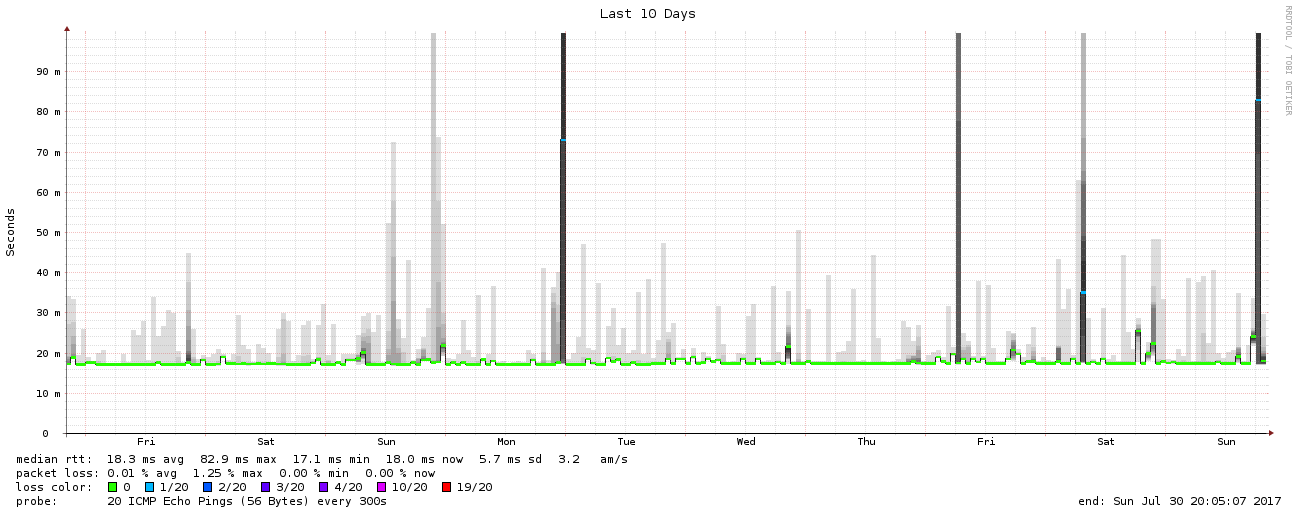 Last 10 Days
RRDTOOL / TOBI OETIKER
Seconds
90 m
80 m
70 m
60 m
50 m
40 m
30 m
20 m
10 m
0
Fri Sat Sun Mon Tue Wed Thu Fri Sat Sun
median rtt: 18.3 ms avg 82.9 ms max 17.1 ms min 18.0 ms now 5.7 ms sd 3.2 am/s
packet loss: 0.01 % avg 1.25 % max 0.00 % min 0.00 % now
loss color: 0 1/20 2/20 3/20 4/20 10/20 19/20
probe: 20 ICMP Echo Pings (56 Bytes) every 300s end: Sun Jul 30 20:05:07 2017